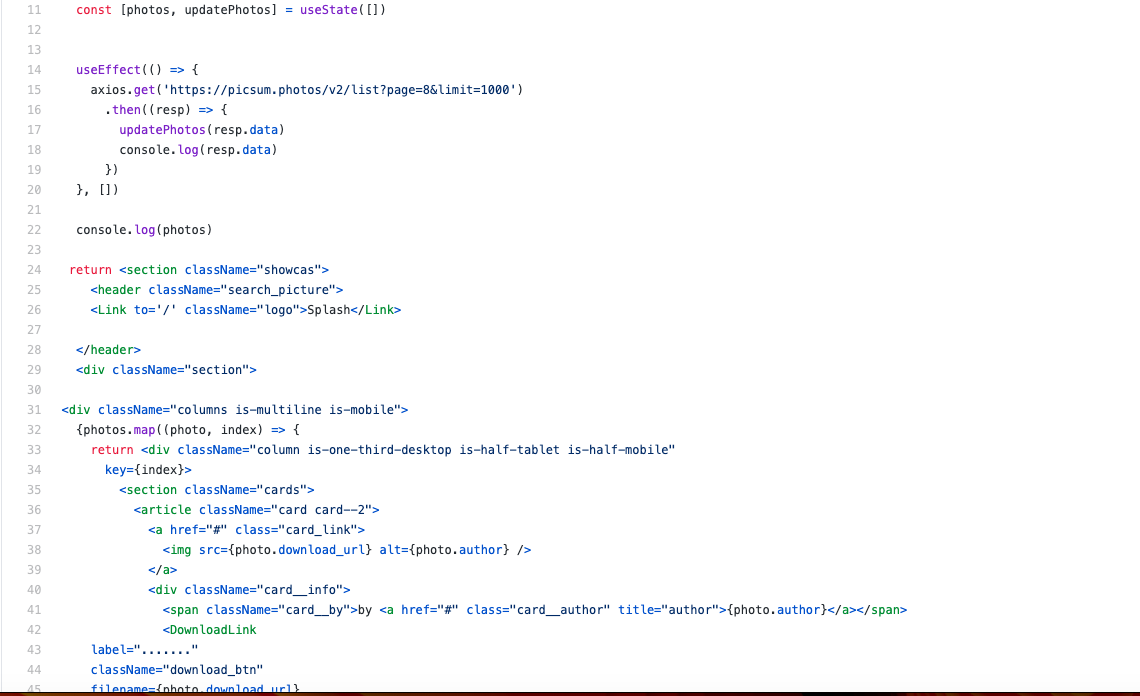 11 const [photos, updatePhotos] = useState([])
12
13
14 useEffect(() => {
15 axios.get('https://picsum.photos/v2/list?page=8&limit=1000')
16 .then((resp) => {
17 updatePhotos(resp.data)
18 console.log(resp.data)
19 })
20 }, [])
21
22 console.log(photos)
23
24 return <section className="showcas">
25 <header className="search_picture">
26 <Link to='/' className="logo">Splash</Link>
27
28 </header>
29 <div className="section">
30
31 <div className="columns is-multiline is-mobile">
32 {photos.map((photo, index) => {
33 return <div className="column is-one-third-desktop is-half-tablet is-half-mobile"
34 key={index}>
35 <section className="cards">
36 <article className="card card--2">
37 <a href="#" class="card_link">
38 <img src={photo.download_url} alt={photo.author} />
39 </a>
40 <div className="card__info">
41 <span className="card__by">by <a href="#" class="card__author" title="author">{photo.author}</a></span>
42 <DownloadLink
43 label="......."
44 className="download_btn"
45 filename={photo.download_url}